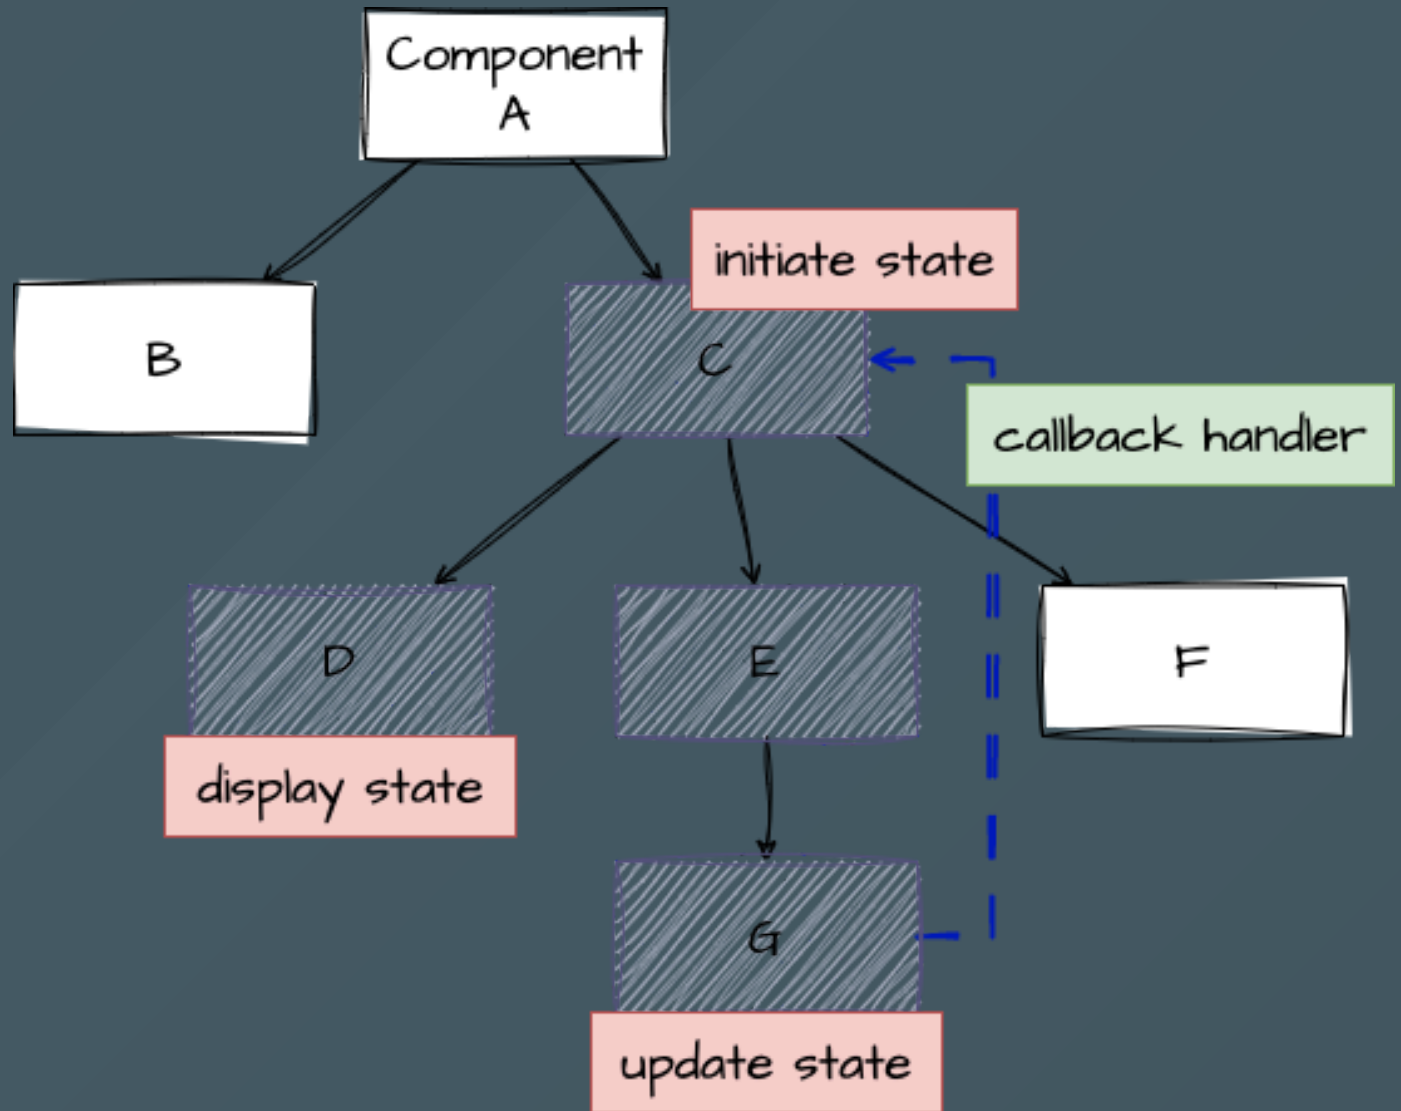 Component
A
initiate state
B
C
callback handler
D
E
F
display state
G
update state